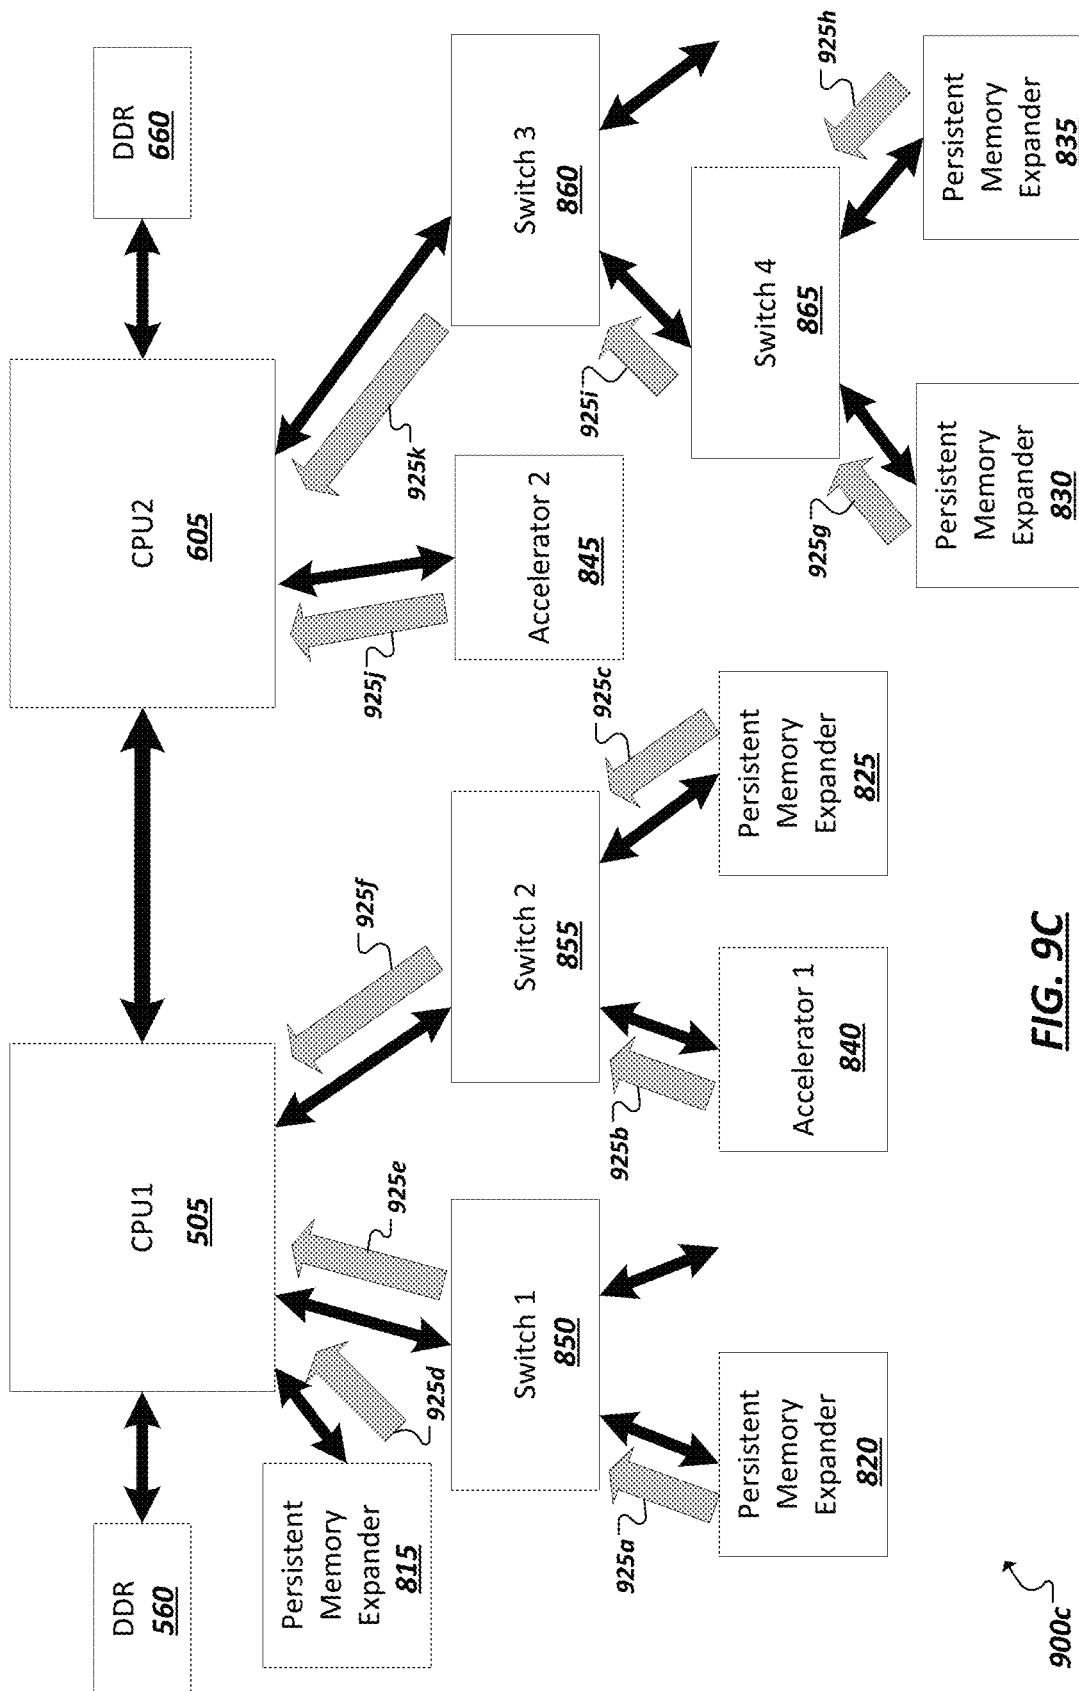 DDR
560
CPU1
505
CPU2
605
DDR
660
Persistent
Memory
Expander
815
925d
925e
925f
925j
925k
Switch 1
850
Switch 2
855
Accelerator 2
845
Switch 3
860
925a
925b
925c
925i
Persistent
Memory
Expander
820
Accelerator 1
840
Persistent
Memory
Expander
825
Switch 4
865
925g
925h
Persistent
Memory
Expander
830
Persistent
Memory
Expander
835
900c
FIG. 9C